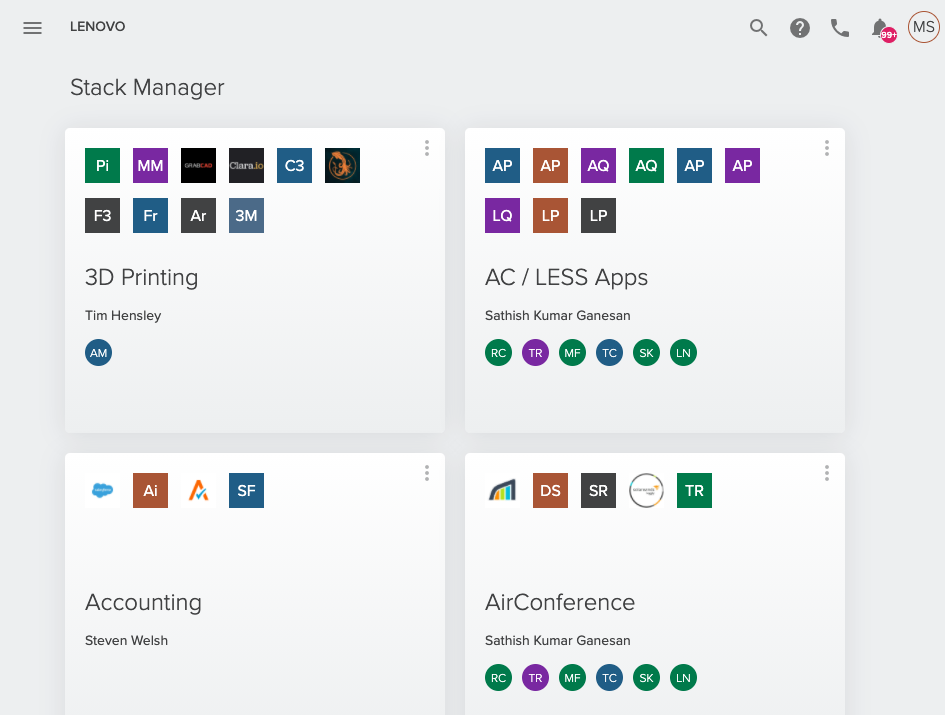 LENOVO
99+
MS
Stack Manager
Pi MM GRABCAD Clara.io C3
F3 Fr Ar 3M
3D Printing
Tim Hensley
AM
AP AP AQ AQ AP AP
LQ LP LP
AC / LESS Apps
Sathish Kumar Ganesan
RC TR MF TC SK LN
Ai SF
Accounting
Steven Welsh
DS SR TR
AirConference
Sathish Kumar Ganesan
RC TR MF TC SK LN